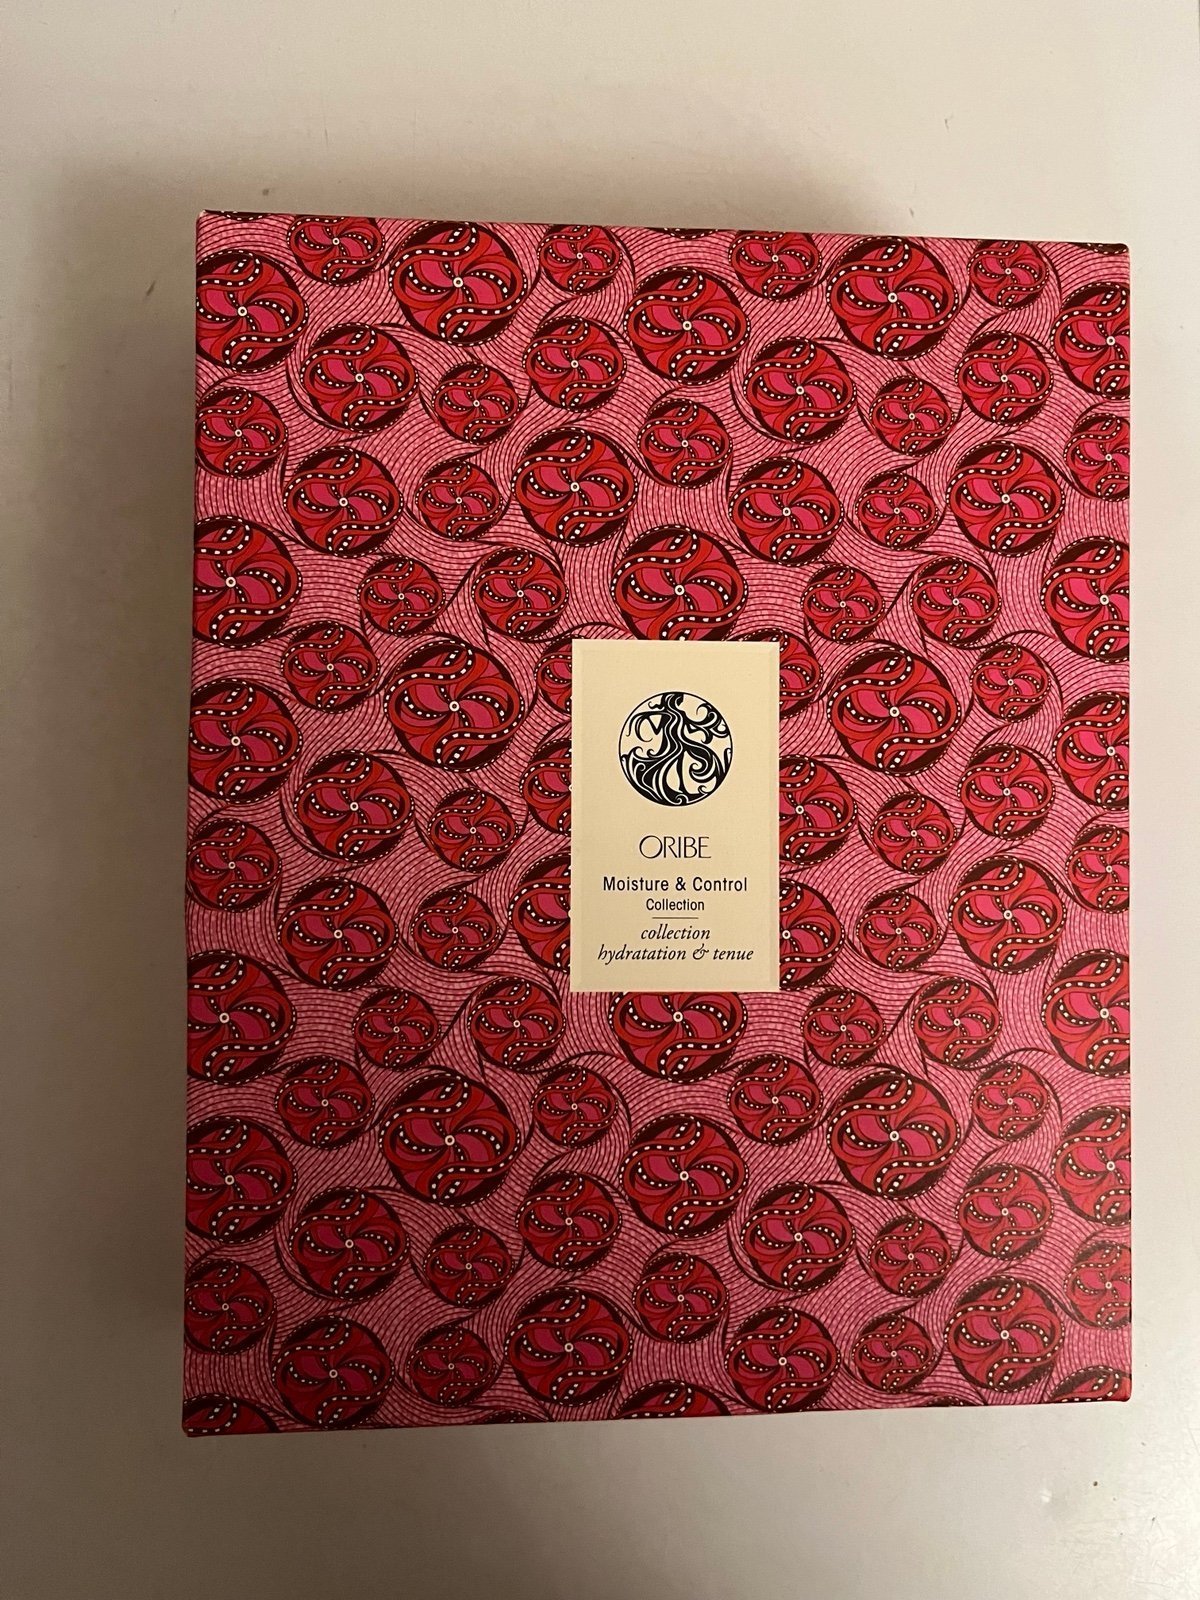 ORIBE
Moisture & Control
Collection
collection
hydratation & tenue